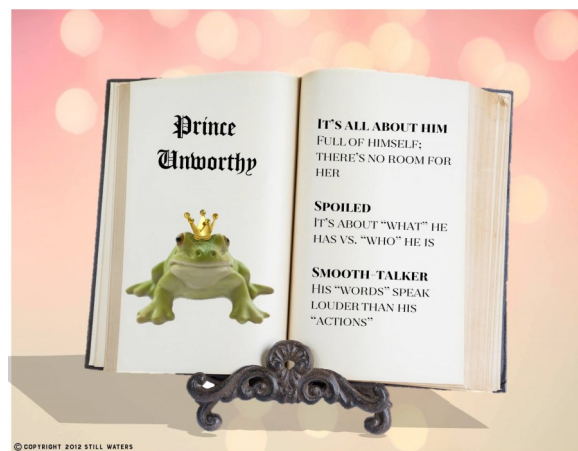 Prince
Unworthy
IT'S ALL ABOUT HIM
FULL OF HIMSELF;
THERE'S NO ROOM FOR
HER
SPOILED
IT'S ABOUT “WHAT” HE
HAS VS. “WHO” HE IS
SMOOTH-TALKER
HIS “WORDS” SPEAK
LOUDER THAN HIS
“ACTIONS”
© COPYRIGHT 2012 STILL WATERS